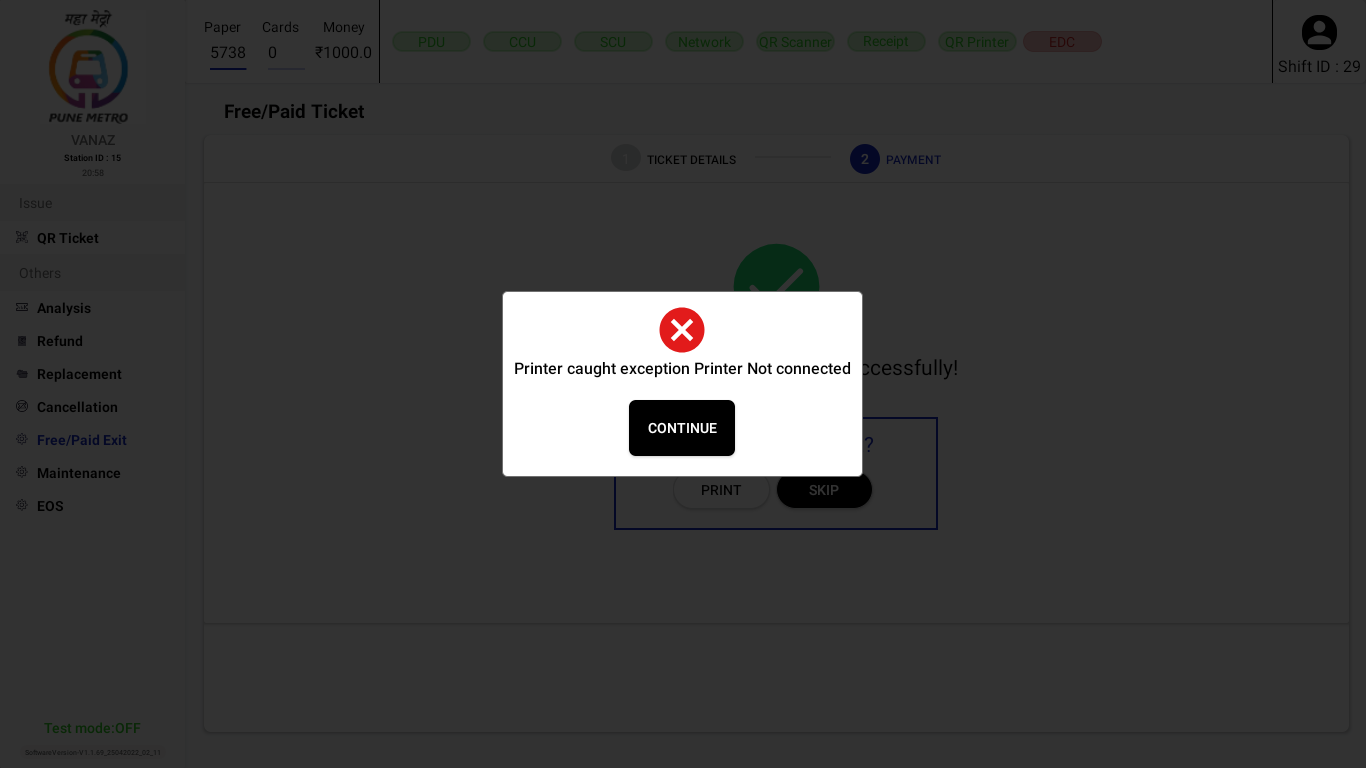 महा मेट्रो
PUNE METRO
VANAZ
Station ID : 15
20:58
Issue
QR Ticket
Others
Analysis
Refund
Replacement
Cancellation
Free/Paid Exit
Maintenance
EOS
Test mode:OFF
Paper Cards Money
5738 0 ₹1000.0
PDU CCU SCU Network QR Scanner Receipt QR Printer EDC
Shift ID : 29
Free/Paid Ticket
1 TICKET DETAILS 2 PAYMENT
ccessfully!
Printer caught exception Printer Not connected
CONTINUE
?
PRINT SKIP